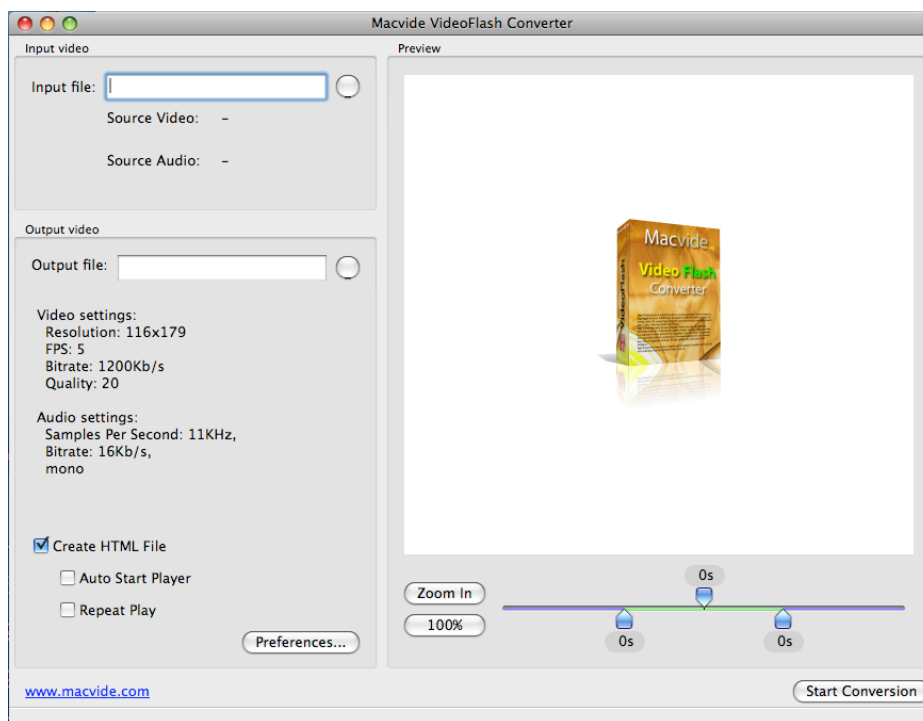 Macvide VideoFlash Converter
Input video
Input file:
Source Video: -
Source Audio: -
Output video
Output file:
Video settings:
Resolution: 116x179
FPS: 5
Bitrate: 1200Kb/s
Quality: 20
Audio settings:
Samples Per Second: 11KHz,
Bitrate: 16Kb/s,
mono
Create HTML File
Auto Start Player
Repeat Play
Preferences...
Preview
Macvide
Video Flash
Converter
VideoFlash
Zoom In
100%
0s
0s
0s
www.macvide.com
Start Conversion